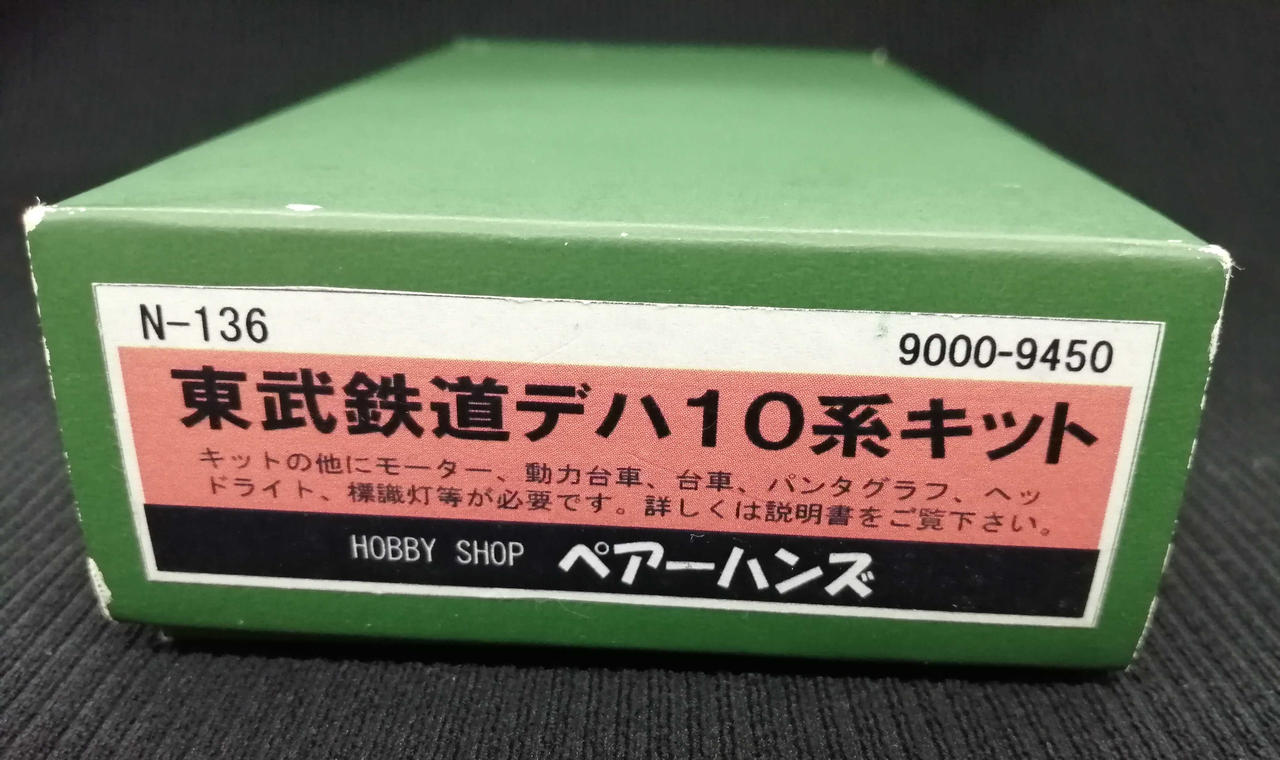 N-136
9000-9450
東武鉄道デハ10系キット
キットの他にモーター、動力台車、台車、パンタグラフ、ヘッ
ドライト、標識灯等が必要です。詳しくは説明書をご覧下さい。
HOBBY SHOP ペアーハンズ